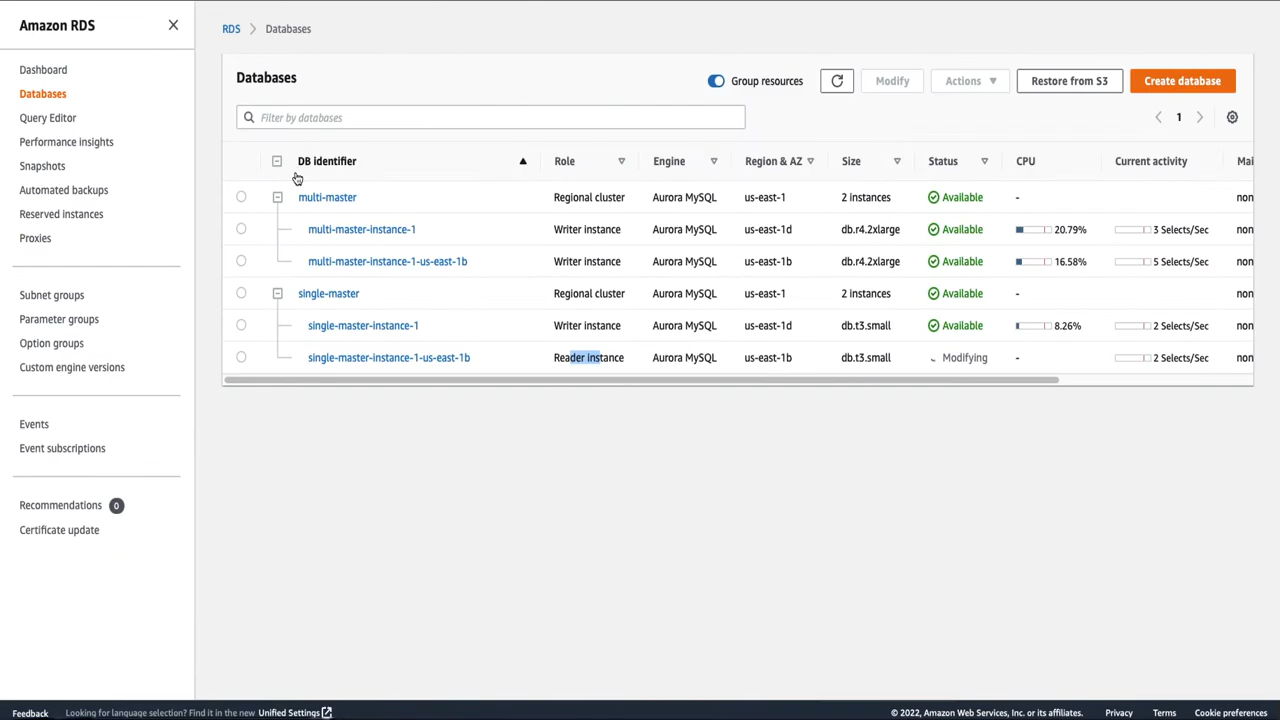 Amazon RDS
Dashboard
Databases
Query Editor
Performance insights
Snapshots
Automated backups
Reserved instances
Proxies
Subnet groups
Parameter groups
Option groups
Custom engine versions
Events
Event subscriptions
Recommendations 0
Certificate update
RDS > Databases
Databases
Group resources
Modify
Actions
Restore from S3
Create database
Filter by databases
1
DB identifier Role Engine Region & AZ Size Status CPU Current activity Mai
multi-master Regional cluster Aurora MySQL us-east-1 2 instances Available - non
multi-master-instance-1 Writer instance Aurora MySQL us-east-1d db.r4.2xlarge Available 20.79% 3 Selects/Sec non
multi-master-instance-1-us-east-1b Writer instance Aurora MySQL us-east-1b db.r4.2xlarge Available 16.58% 5 Selects/Sec non
single-master Regional cluster Aurora MySQL us-east-1 2 instances Available - non
single-master-instance-1 Writer instance Aurora MySQL us-east-1d db.t3.small Available 8.26% 2 Selects/Sec non
single-master-instance-1-us-east-1b Reader instance Aurora MySQL us-east-1b db.t3.small Modifying - 2 Selects/Sec non
Feedback Looking for language selection? Find it in the new Unified Settings © 2022, Amazon Web Services, Inc. or its affiliates. Privacy Terms Cookie preferences